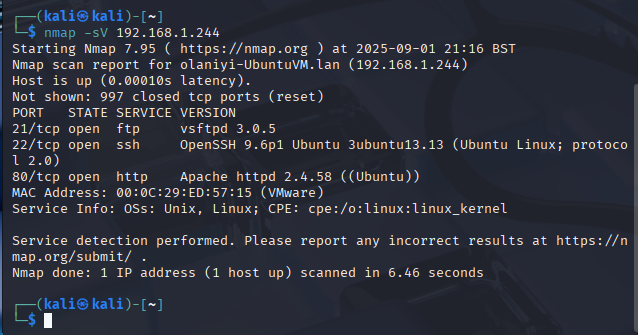 ┌──(kali㉿kali)-[~]
└─$ nmap -sV 192.168.1.244
Starting Nmap 7.95 ( https://nmap.org ) at 2025-09-01 21:16 BST
Nmap scan report for olaniyi-UbuntuVM.lan (192.168.1.244)
Host is up (0.00010s latency).
Not shown: 997 closed tcp ports (reset)
PORT   STATE SERVICE VERSION
21/tcp open  ftp     vsftpd 3.0.5
22/tcp open  ssh     OpenSSH 9.6p1 Ubuntu 3ubuntu13.13 (Ubuntu Linux; protoco
l 2.0)
80/tcp open  http    Apache httpd 2.4.58 ((Ubuntu))
MAC Address: 00:0C:29:ED:57:15 (VMware)
Service Info: OSs: Unix, Linux; CPE: cpe:/o:linux:linux_kernel

Service detection performed. Please report any incorrect results at https://n
map.org/submit/ .
Nmap done: 1 IP address (1 host up) scanned in 6.46 seconds

┌──(kali㉿kali)-[~]
└─$